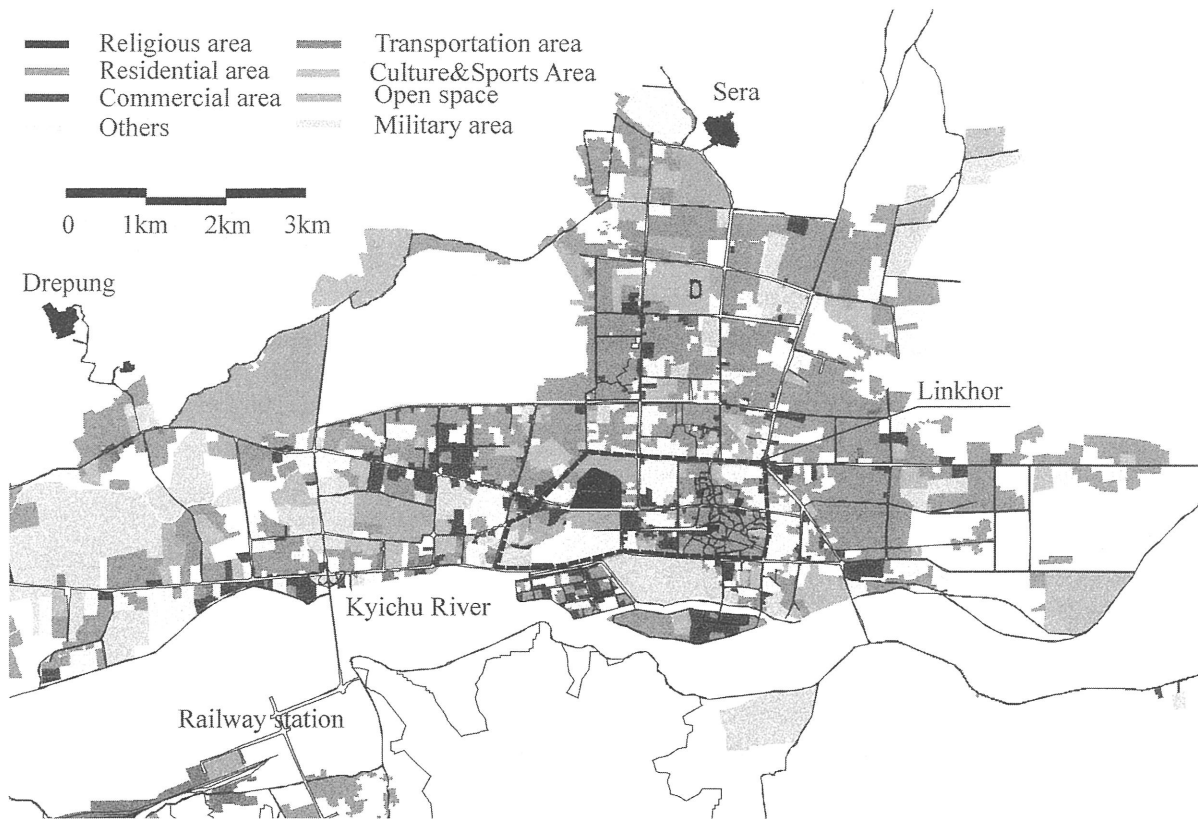 Religious area
Transportation area
Residential area
Culture&Sports Area
Commercial area
Open space
Others
Military area
Sera
0 1km 2km 3km
Drepung
D
Linkhor
Kyichu River
Railway station